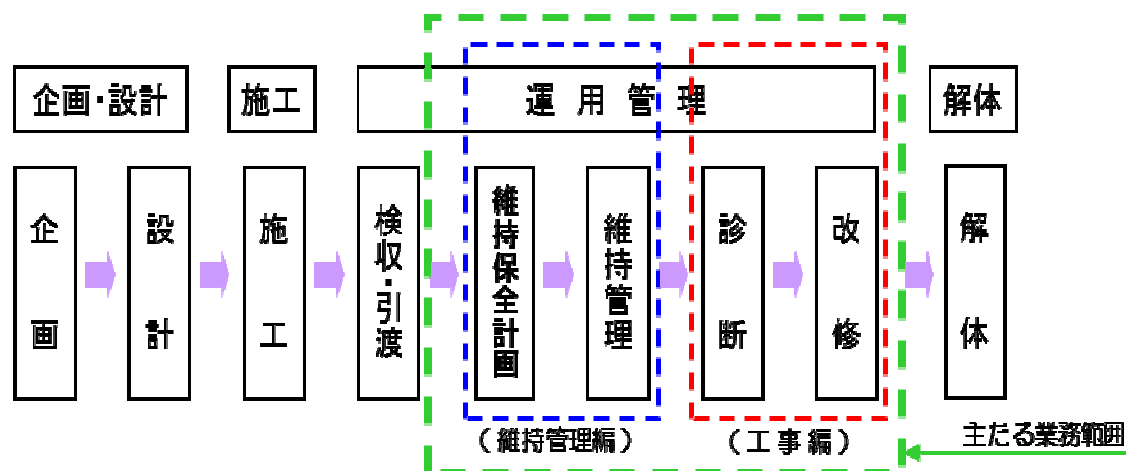 企画・設計
施工
運用管理
解体
企画
設計
施工
検収・引渡
維持保全計画
維持管理
診断
改修
解体
（維持管理編）
（工事編）
主たる業務範囲